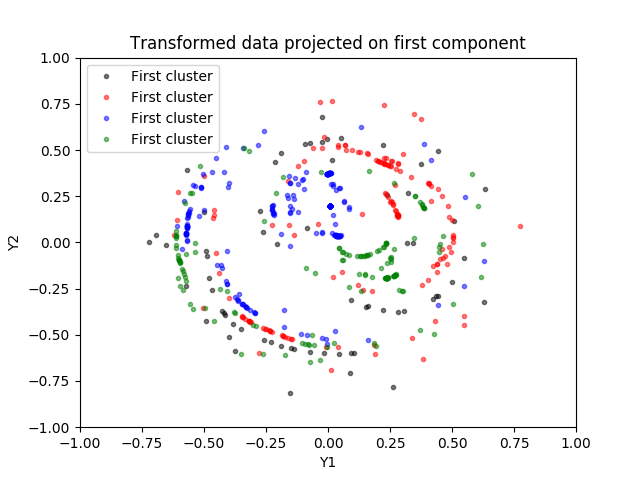 Transformed data projected on first component
First cluster
First cluster
First cluster
First cluster
Y2
1.00
0.75
0.50
0.25
0.00
−0.25
−0.50
−0.75
−1.00
−1.00 −0.75 −0.50 −0.25 0.00 0.25 0.50 0.75 1.00
Y1